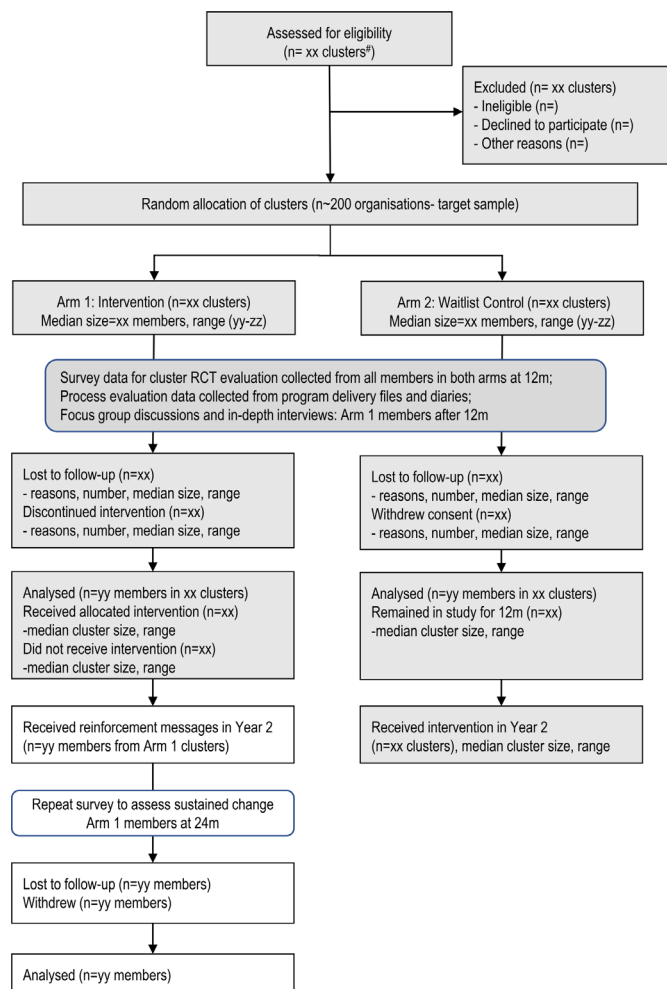 Assessed for eligibility
(n= xx clusters#)
Excluded (n= xx clusters)
- Ineligible (n=)
- Declined to participate (n=)
- Other reasons (n=)
Random allocation of clusters (n~200 organisations- target sample)
Arm 1: Intervention (n=xx clusters)
Median size=xx members, range (yy-zz)
Arm 2: Waitlist Control (n=xx clusters)
Median size=xx members, range (yy-zz)
Survey data for cluster RCT evaluation collected from all members in both arms at 12m;
Process evaluation data collected from program delivery files and diaries;
Focus group discussions and in-depth interviews: Arm 1 members after 12m
Lost to follow-up (n=xx)
- reasons, number, median size, range
Discontinued intervention (n=xx)
- reasons, number, median size, range
Lost to follow-up (n=xx)
- reasons, number, median size, range
Withdrew consent (n=xx)
- reasons, number, median size, range
Analysed (n=yy members in xx clusters)
Received allocated intervention (n=xx)
-median cluster size, range
Did not receive intervention (n=xx)
-median cluster size, range
Analysed (n=yy members in xx clusters)
Remained in study for 12m (n=xx)
-median cluster size, range
Received reinforcement messages in Year 2
(n=yy members from Arm 1 clusters)
Received intervention in Year 2
(n=xx clusters), median cluster size, range
Repeat survey to assess sustained change
Arm 1 members at 24m
Lost to follow-up (n=yy members)
Withdrew (n=yy members)
Analysed (n=yy members)